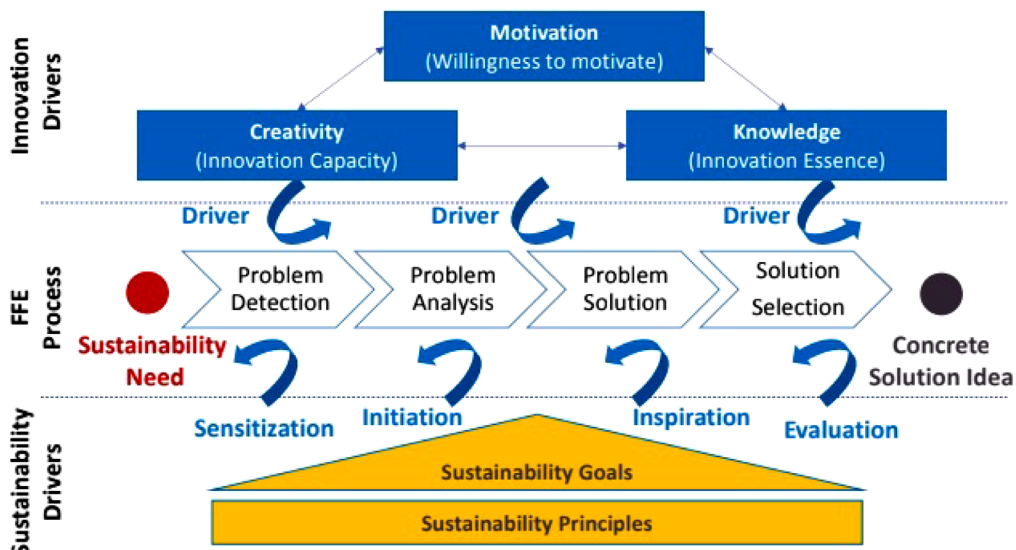 Innovation
Drivers
Motivation
(Willingness to motivate)
Creativity
(Innovation Capacity)
Knowledge
(Innovation Essence)
Driver
Driver
Driver
FFE
Process
Problem
Detection
Problem
Analysis
Problem
Solution
Solution
Selection
Sustainability
Need
Concrete
Solution Idea
Sustainability
Drivers
Sensitization
Initiation
Inspiration
Evaluation
Sustainability Goals
Sustainability Principles